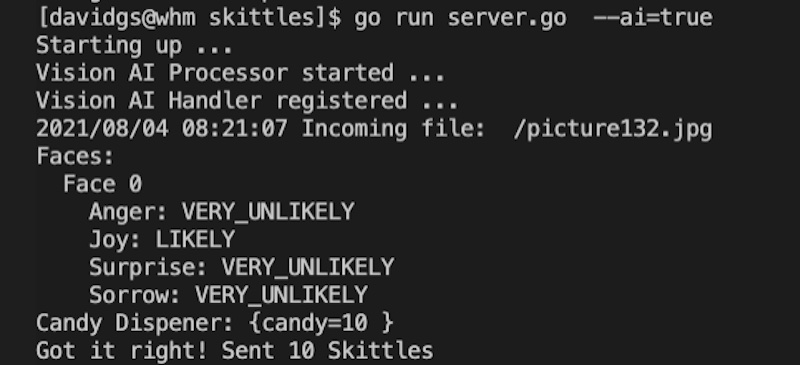 [davidgs@whm skittles]$ go run server.go  --ai=true
Starting up ...
Vision AI Processor started ...
Vision AI Handler registered ...
2021/08/04 08:21:07 Incoming file:  /picture132.jpg
Faces:
  Face 0
    Anger: VERY_UNLIKELY
    Joy: LIKELY
    Surprise: VERY_UNLIKELY
    Sorrow: VERY_UNLIKELY
Candy Dispener: {candy=10 }
Got it right! Sent 10 Skittles